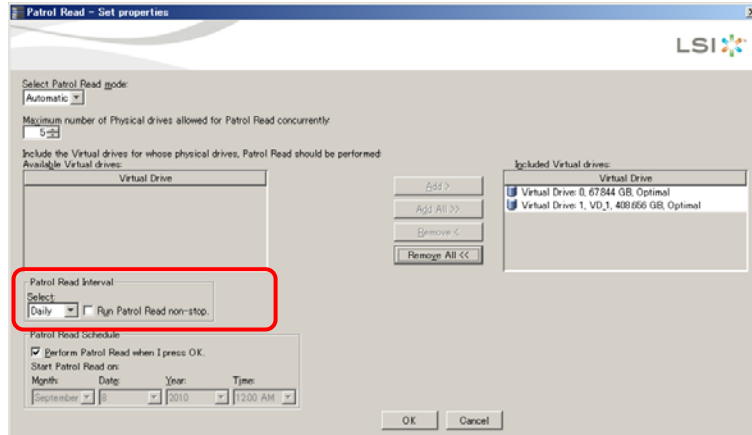 Patrol Read - Set properties
LSI
Select Patrol Read mode:
Automatic
Maximum number of Physical drives allowed for Patrol Read concurrently:
5
Include the Virtual drives for whose physical drives, Patrol Read should be performed:
Available Virtual drives:
Virtual Drive
Add >
Add All >>
Remove <
Remove All <<
Included Virtual drives:
Virtual Drive
Virtual Drive: 0, 67.844 GB, Optimal
Virtual Drive: 1, VD_1, 408.656 GB, Optimal
Patrol Read Interval
Select:
Daily Run Patrol Read non-stop.
Patrol Read Schedule
Perform Patrol Read when I press OK.
Start Patrol Read on:
Month: Date: Year: Time:
September 8 2010 12:00 AM
OK Cancel